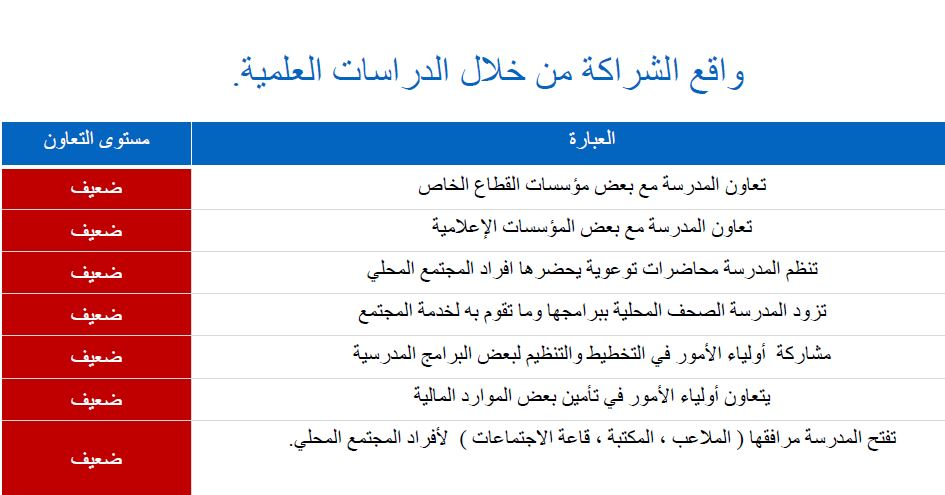 واقع الشراكة من خلال الدراسات العلمية.
العبارة مستوى التعاون
تعاون المدرسة مع بعض مؤسسات القطاع الخاص ضعيف
تعاون المدرسة مع بعض المؤسسات الإعلامية ضعيف
تنظم المدرسة محاضرات توعوية يحضرها افراد المجتمع المحلي ضعيف
تزود المدرسة الصحف المحلية ببرامجها وما تقوم به لخدمة المجتمع ضعيف
مشاركة أولياء الأمور في التخطيط والتنظيم لبعض البرامج المدرسية ضعيف
يتعاون أولياء الأمور في تأمين بعض الموارد المالية ضعيف
تفتح المدرسة مرافقها ( الملاعب ، المكتبة ، قاعة الاجتماعات ) لأفراد المجتمع المحلي. ضعيف